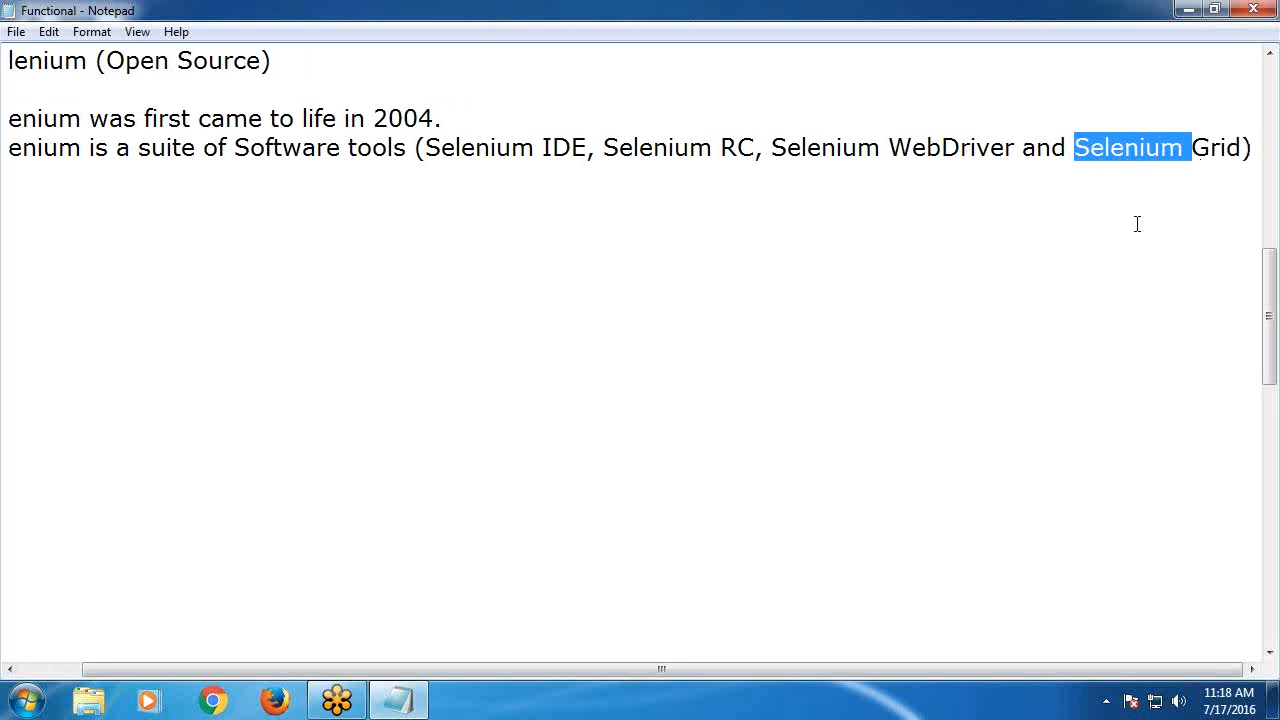 Functional - Notepad
File Edit Format View Help
lenium (Open Source)
enium was first came to life in 2004.
enium is a suite of Software tools (Selenium IDE, Selenium RC, Selenium WebDriver and Selenium Grid)
11:18 AM
7/17/2016